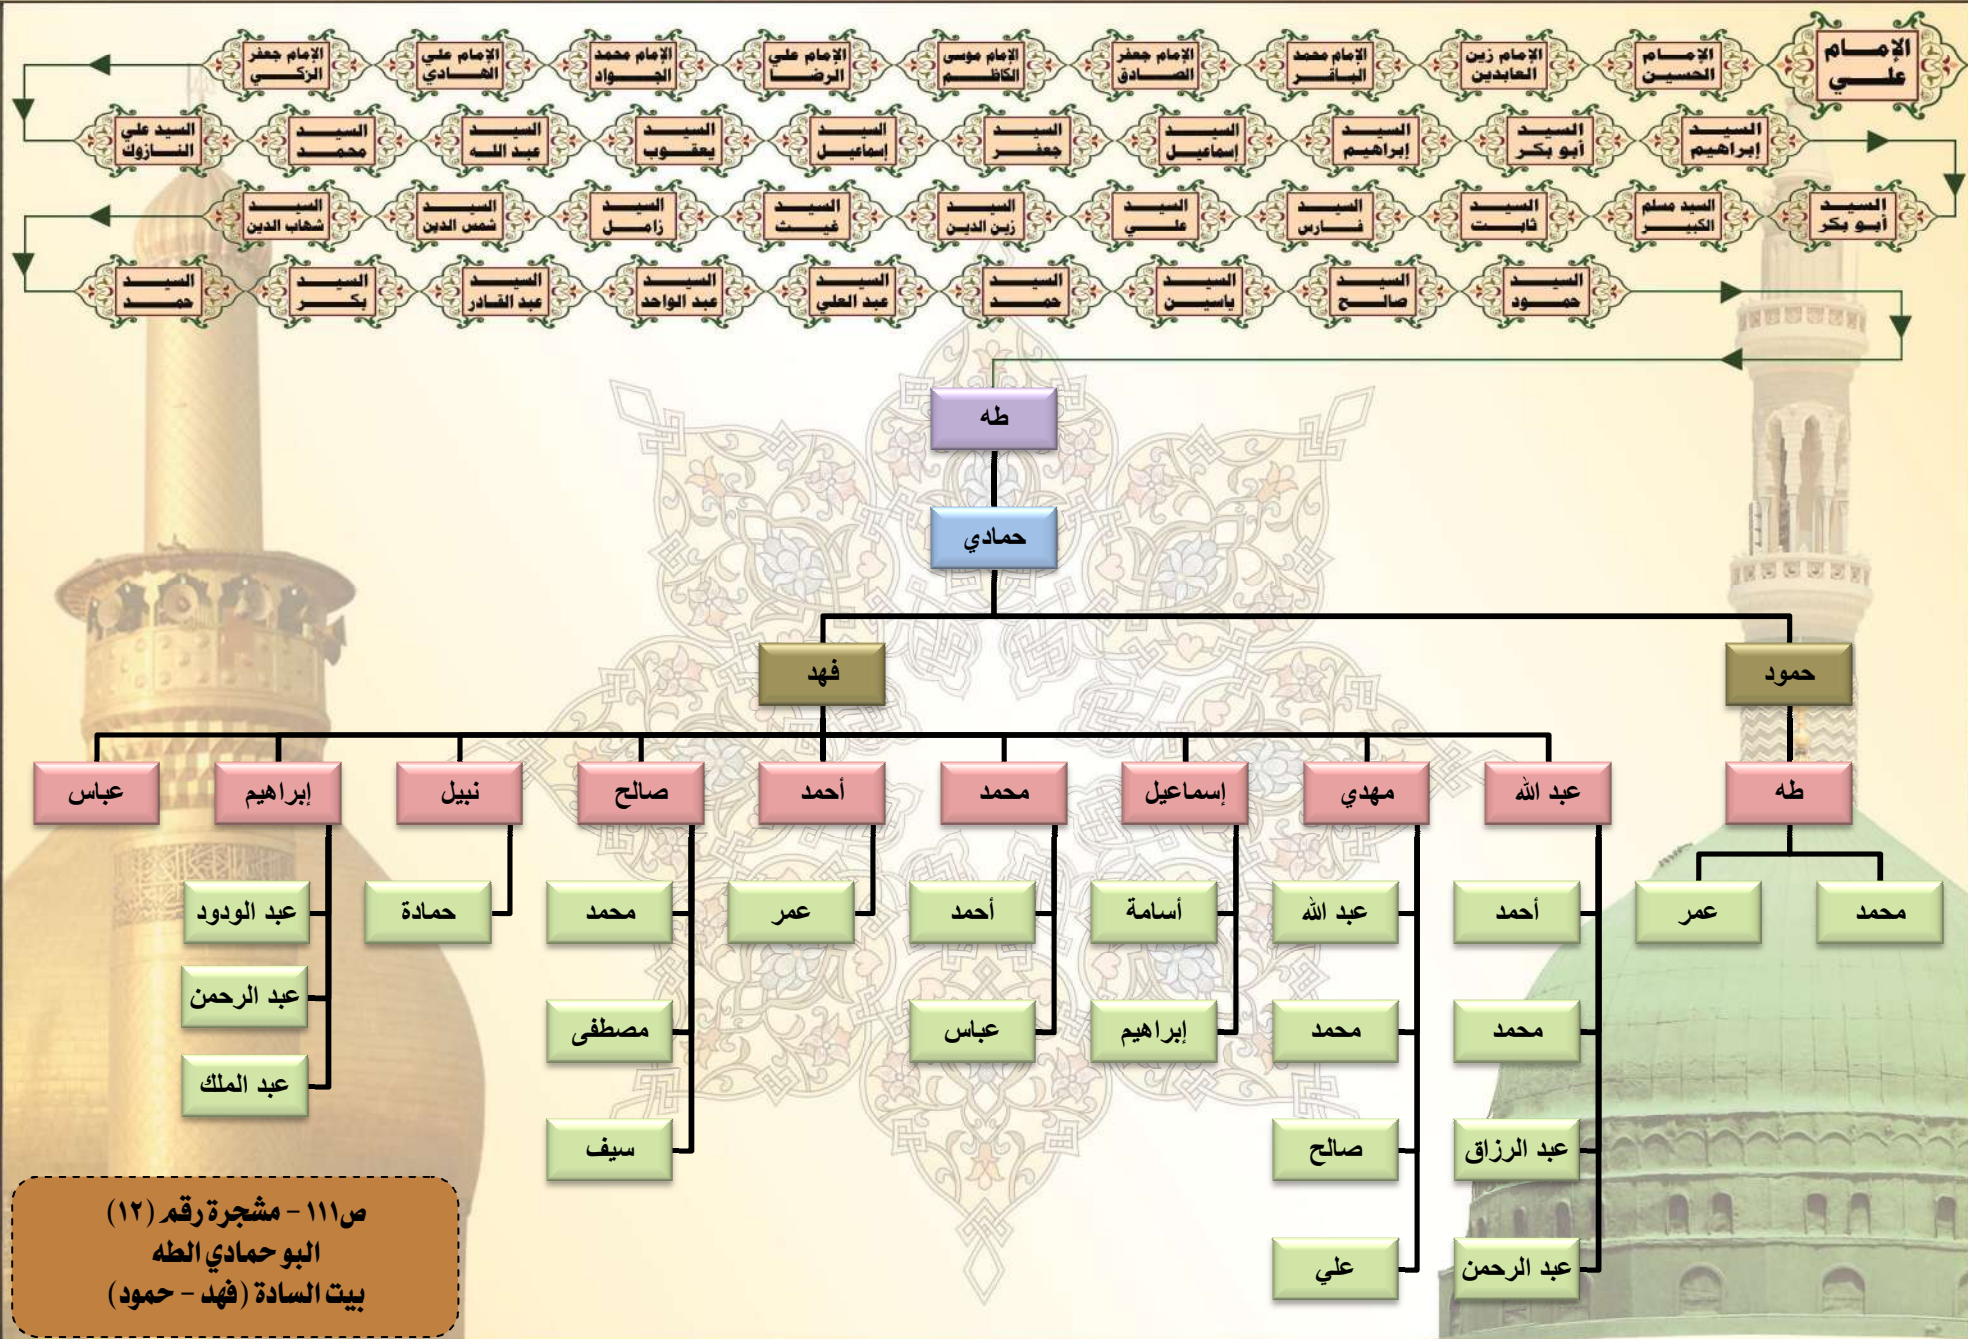 الإمام علي
الإمام الحسين
الإمام زين العابدين
الإمام محمد الباقر
الإمام جعفر الصادق
الإمام موسى الكاظم
الإمام علي الرضا
الإمام محمد الجواد
الإمام علي الهادي
الإمام جعفر الزكي
السيد علي النازوك
السيد محمد
السيد عبد الله
السيد يعقوب
السيد إسماعيل
السيد جعفر
السيد إسماعيل
السيد إبراهيم
السيد أبو بكر
السيد إبراهيم
السيد أبو بكر
السيد مسلم الكبير
السيد ثابت
السيد فارس
السيد علي
السيد زين الدين
السيد غيث
السيد زامل
السيد شمس الدين
السيد شهاب الدين
السيد حمد
السيد بكر
السيد عبد القادر
السيد عبد الواحد
السيد عبد العلي
السيد حمد
السيد ياسين
السيد صالح
السيد حمود
طه
حمادي
حمود
فهد
طه
عبد الله
مهدي
إسماعيل
محمد
أحمد
صالح
نبيل
إبراهيم
عباس
محمد
عمر
أحمد
عبد الله
أسامة
أحمد
عمر
محمد
حمادة
عبد الودود
عبد الرحمن
محمد
محمد
إبراهيم
عباس
مصطفى
عبد الملك
عبد الرزاق
صالح
سيف
عبد الرحمن
علي
ص١١١ - مشجرة رقم (١٢)
البو حمادي الطه
بيت السادة (فهد - حمود)